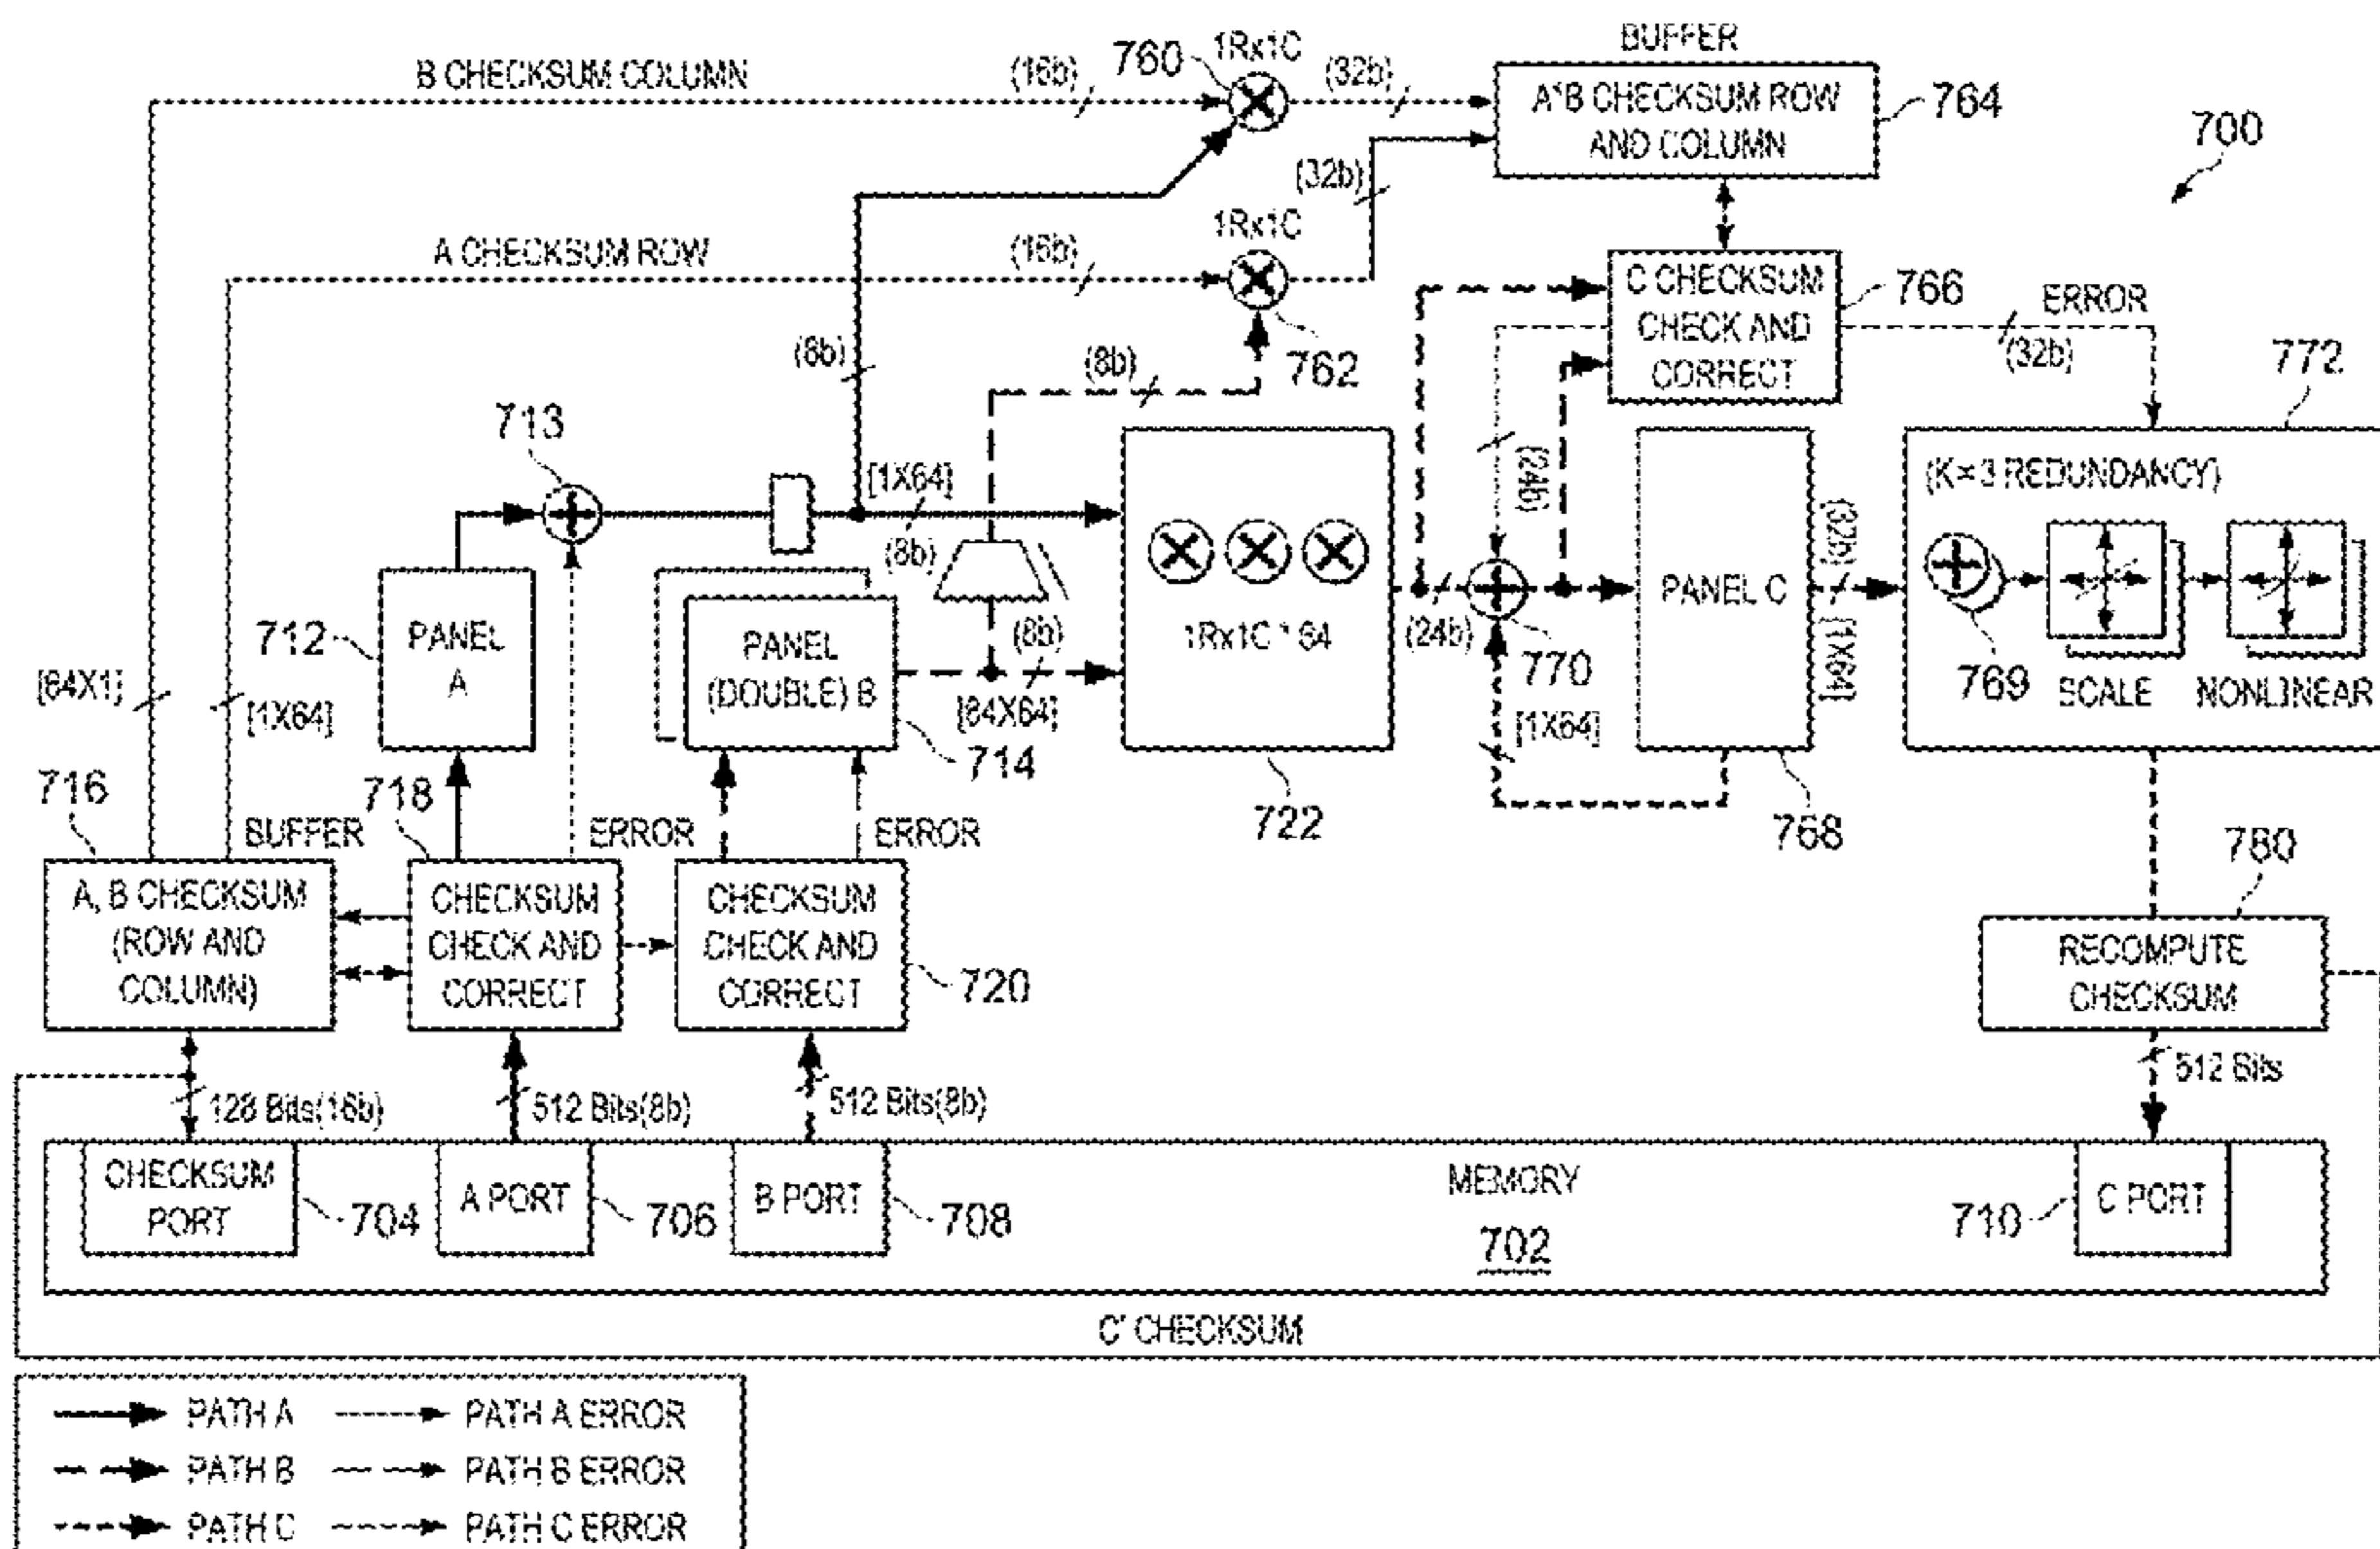 BUFFER
1Rx1C
760
B CHECKSUM COLUMN
(16b)
(32b)
A*B CHECKSUM ROW
AND COLUMN
764
700
(32b)
1Rx1C
A CHECKSUM ROW
(16b)
762
C CHECKSUM
CHECK AND
CORRECT
766
ERROR
(32b)
772
(8b)
(8b)
713
[1X64]
(8b)
(24b)
(K=3 REDUNDANCY)
(32b)
[1X64]
712
PANEL
A
PANEL
(DOUBLE) B
(8b)
[64X64]
714
1Rx1C * 64
722
(24b)
770
[1X64]
PANEL C
768
769
SCALE
NONLINEAR
[64X1]
[1X64]
716
BUFFER
718
ERROR
ERROR
780
A, B CHECKSUM
(ROW AND
COLUMN)
CHECKSUM
CHECK AND
CORRECT
CHECKSUM
CHECK AND
CORRECT
720
RECOMPUTE
CHECKSUM
128 Bits(16b)
512 Bits(8b)
512 Bits(8b)
512 Bits
CHECKSUM
PORT
704
A PORT
706
B PORT
708
MEMORY
702
710
C PORT
C' CHECKSUM
PATH A
PATH A ERROR
PATH B
PATH B ERROR
PATH C
PATH C ERROR